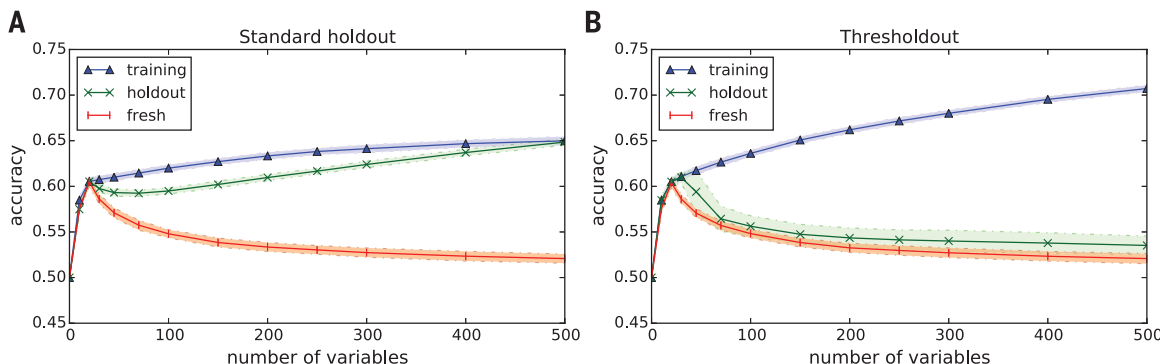 A
Standard holdout
0.75
0.70
0.65
0.60
0.55
0.50
0.45
accuracy
training
holdout
fresh
0 100 200 300 400 500
number of variables
B
Thresholdout
0.75
0.70
0.65
0.60
0.55
0.50
0.45
accuracy
training
holdout
fresh
0 100 200 300 400 500
number of variables